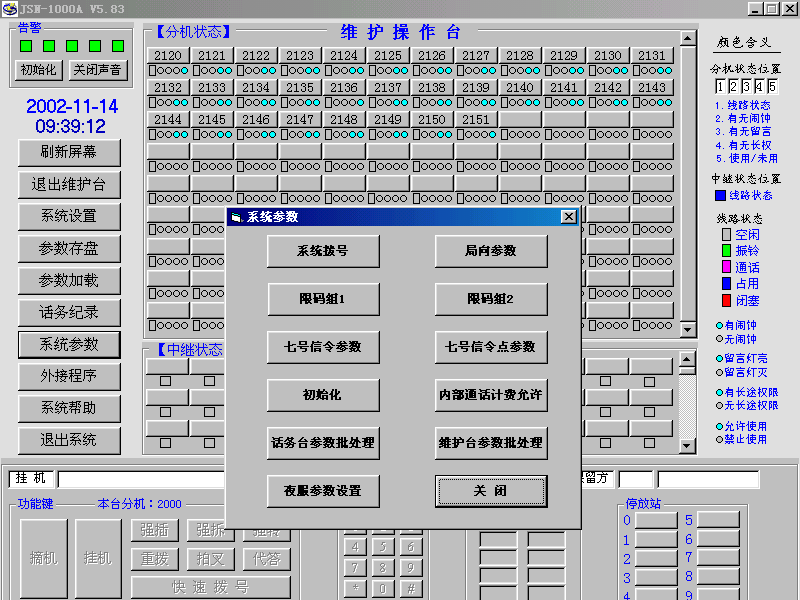 JSN-1000A V5.83
告警
初始化 关闭声音
2002-11-14
09:39:12
刷新屏幕
退出维护台
系统设置
参数存盘
参数加载
话务纪录
系统参数
外接程序
系统帮助
退出系统
【分机状态】 维护操作台
2120 2121 2122 2123 2124 2125 2126 2127 2128 2129 2130 2131
2132 2133 2134 2135 2136 2137 2138 2139 2140 2141 2142 2143
2144 2145 2146 2147 2148 2149 2150 2151
【中继状态
系统参数
系统拨号 局向参数
限码组1 限码组2
七号信令参数 七号信令点参数
初始化 内部通话计费允许
话务台参数批处理 维护台参数批处理
夜服参数设置 关 闭
颜色含义
分机状态位置
1 2 3 4 5
1. 线路状态
2. 有无闹钟
3. 有无留言
4. 有无长权
5. 使用/未用
中继状态位置
线路状态
线路状态
空闲
振铃
通话
占用
闭塞
有闹钟
无闹钟
留言灯亮
留言灯灭
有长途权限
无长途权限
允许使用
禁止使用
挂 机
留方
功能键 本台分机：2000
摘机 挂机 强插 强拆
重拨 拍叉 代答
快 速 拨 号
4 5 6
7 8 9
* 0 #
停放站
0 5
1 6
2 7
3 8
4 9